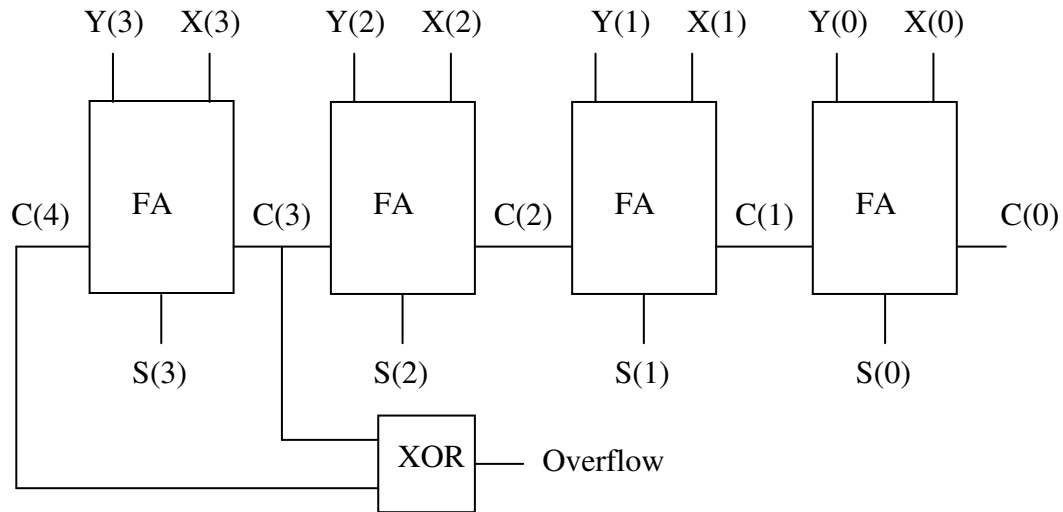 Y(3) X(3) Y(2) X(2) Y(1) X(1) Y(0) X(0)
FA FA FA FA
C(4) C(3) C(2) C(1) C(0)
S(3) S(2) S(1) S(0)
XOR Overflow